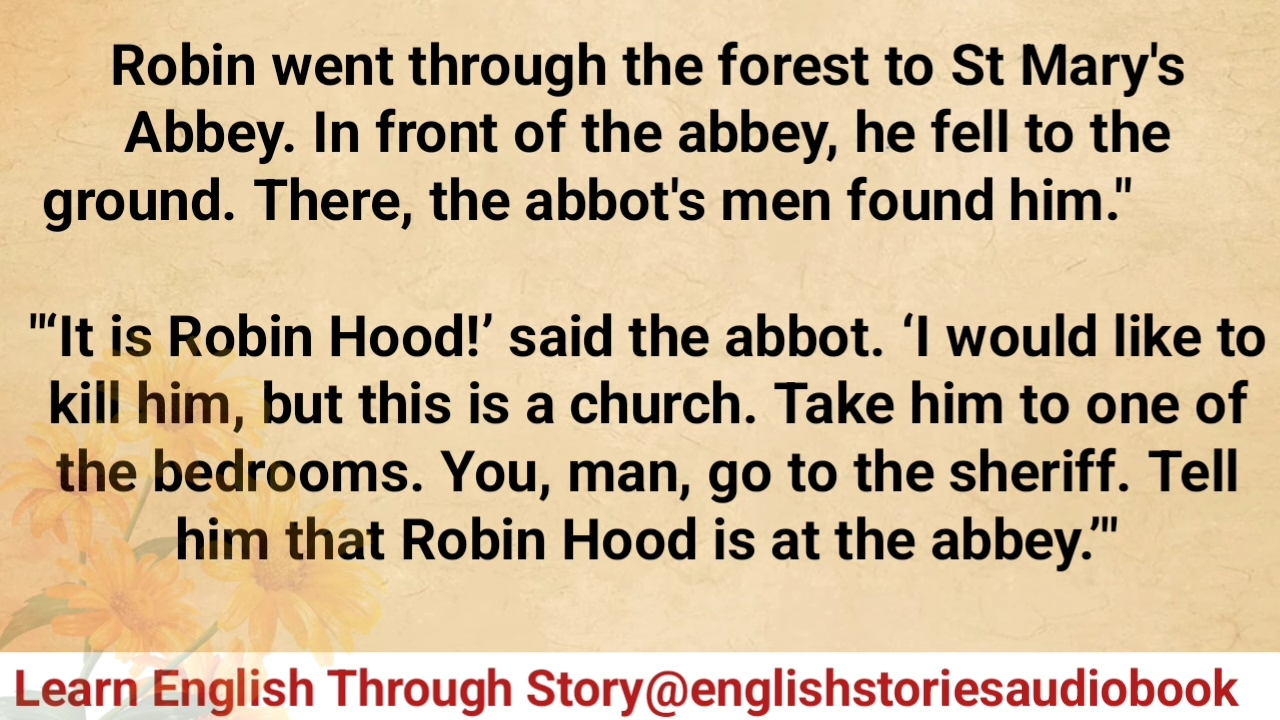 Robin went through the forest to St Mary's
Abbey. In front of the abbey, he fell to the
ground. There, the abbot's men found him."
"‘It is Robin Hood!’ said the abbot. ‘I would like to
kill him, but this is a church. Take him to one of
the bedrooms. You, man, go to the sheriff. Tell
him that Robin Hood is at the abbey.’"
Learn English Through Story@englishstoriesaudiobook